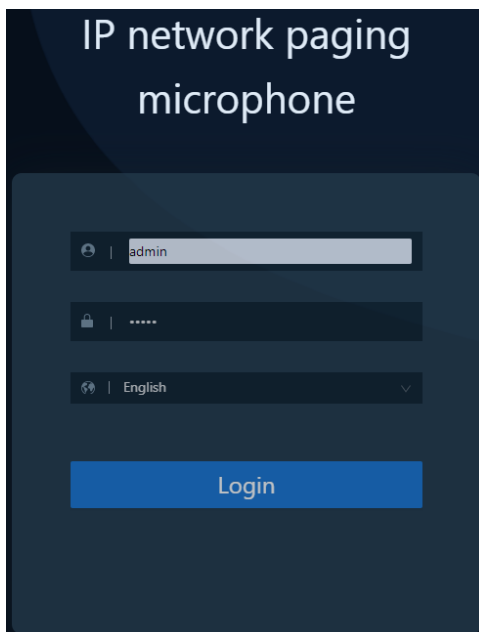 IP network paging
microphone
admin
•••••
English
Login